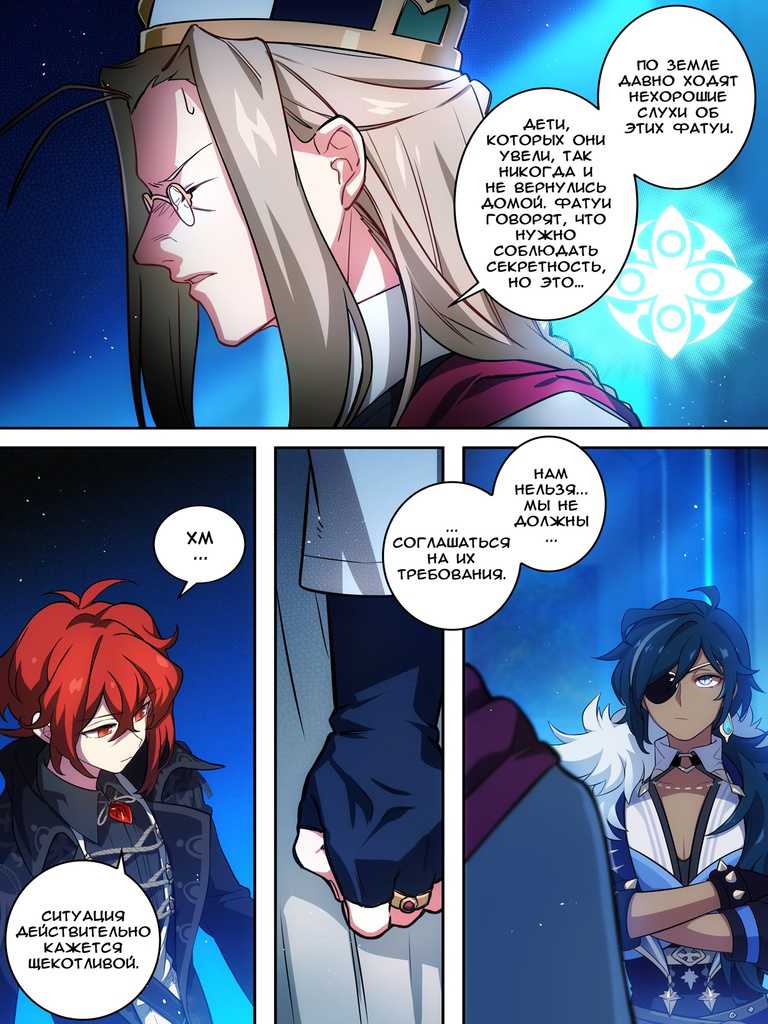 ПО ЗЕМЛЕ
ДАВНО ХОДЯТ
НЕХОРОШИЕ
СЛУХИ ОБ
ЭТИХ ФАТУИ.
ДЕТИ,
КОТОРЫХ ОНИ
УВЕЛИ, ТАК
НИКОГДА И
НЕ ВЕРНУЛИСЬ
ДОМОЙ. ФАТУИ
ГОВОРЯТ, ЧТО
НУЖНО
СОБЛЮДАТЬ
СЕКРЕТНОСТЬ,
НО ЭТО...
ХМ
...
СИТУАЦИЯ
ДЕЙСТВИТЕЛЬНО
КАЖЕТСЯ
ЩЕКОТЛИВОЙ.
НАМ
НЕЛЬЗЯ...
МЫ НЕ
ДОЛЖНЫ
...
...
СОГЛАШАТЬСЯ
НА ИХ
ТРЕБОВАНИЯ.